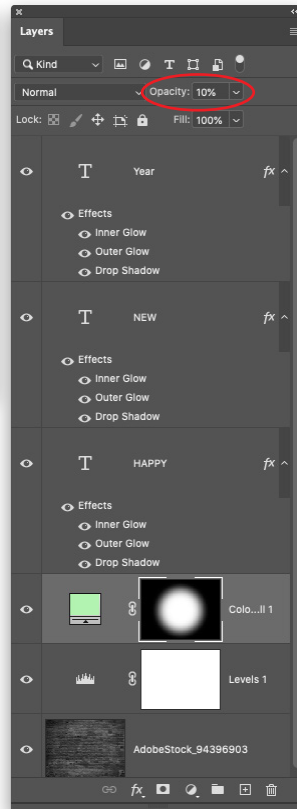 Layers
Kind
Normal Opacity: 10%
Lock: Fill: 100%
T Year fx
Effects
Inner Glow
Outer Glow
Drop Shadow
T NEW fx
Effects
Inner Glow
Outer Glow
Drop Shadow
T HAPPY fx
Effects
Inner Glow
Outer Glow
Drop Shadow
Colo...ll 1
Levels 1
AdobeStock_94396903
fx